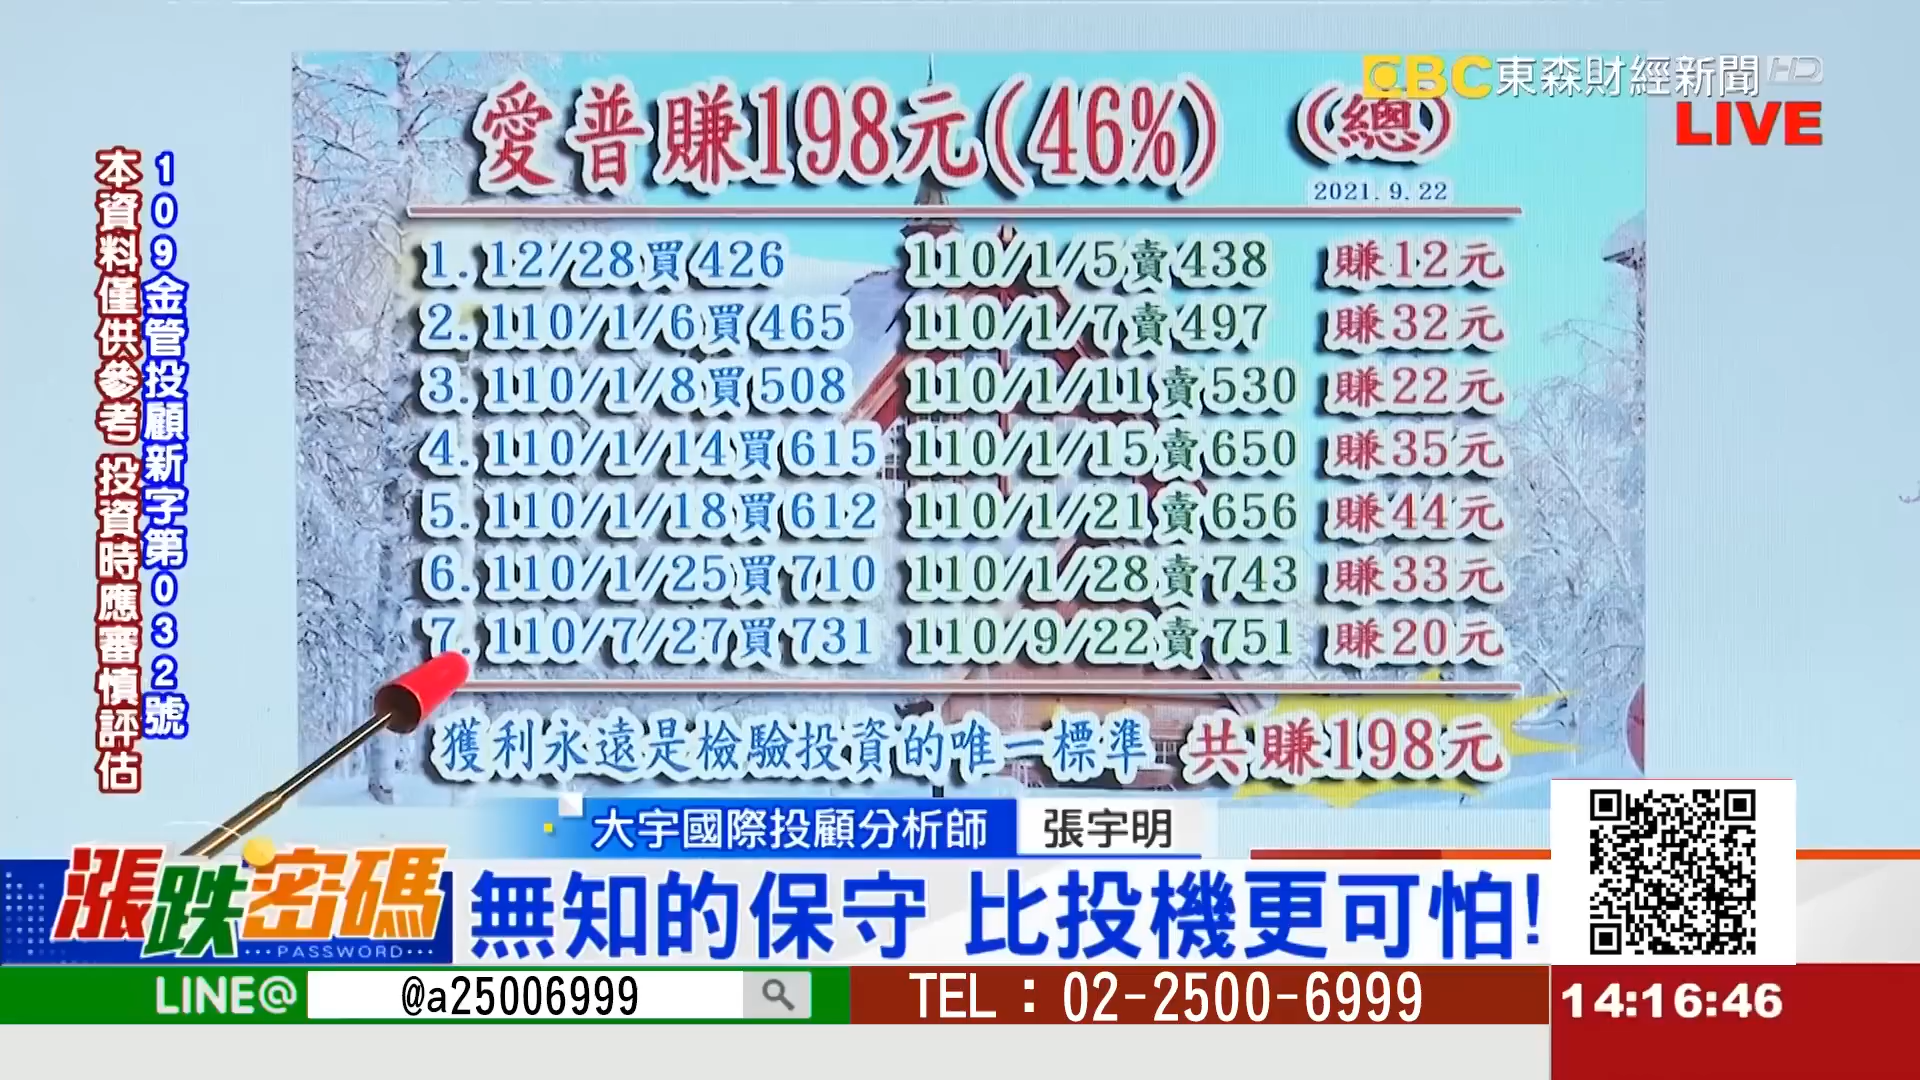 EBC東森財經新聞HD
LIVE
愛普賺198元(46%) (總)
2021.9.22
1. 12/28買426 110/1/5賣438 賺12元
2. 110/1/6買465 110/1/7賣497 賺32元
3. 110/1/8買508 110/1/11賣530 賺22元
4. 110/1/14買615 110/1/15賣650 賺35元
5. 110/1/18買612 110/1/21賣656 賺44元
6. 110/1/25買710 110/1/28賣743 賺33元
7. 110/7/27買731 110/9/22賣751 賺20元
獲利永遠是檢驗投資的唯一標準 共賺198元
109金管投顧新字第032號
本資料僅供參考 投資時應審慎評估
大宇國際投顧分析師 張宇明
漲跌密碼
PASSWORD
無知的保守 比投機更可怕!
LINE@ @a25006999
TEL：02-2500-6999
14:16:46